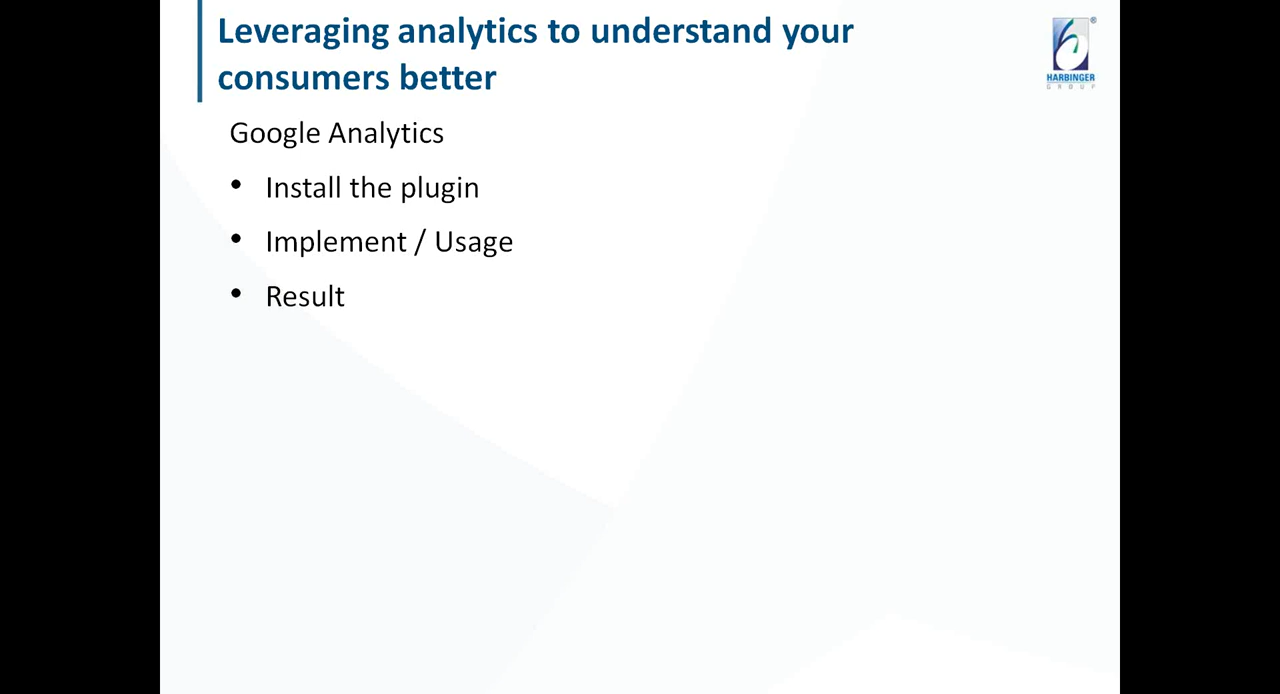 Leveraging analytics to understand your
consumers better
HARBINGER
GROUP
Google Analytics
• Install the plugin
• Implement / Usage
• Result